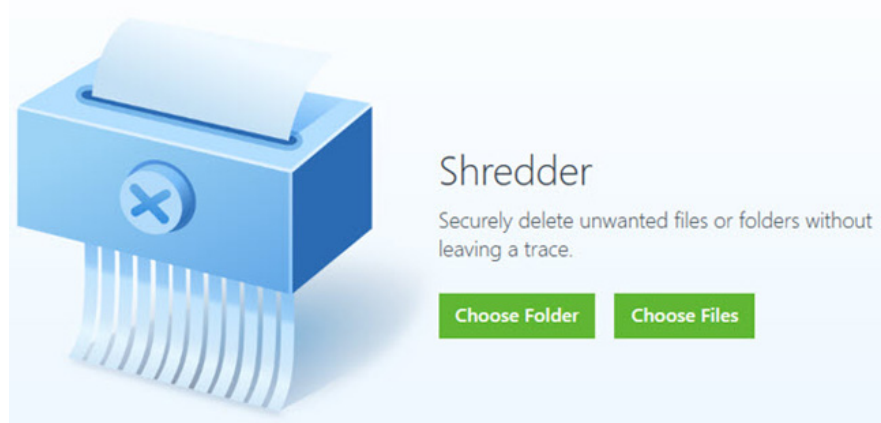 Shredder
Securely delete unwanted files or folders without
leaving a trace.
Choose Folder
Choose Files